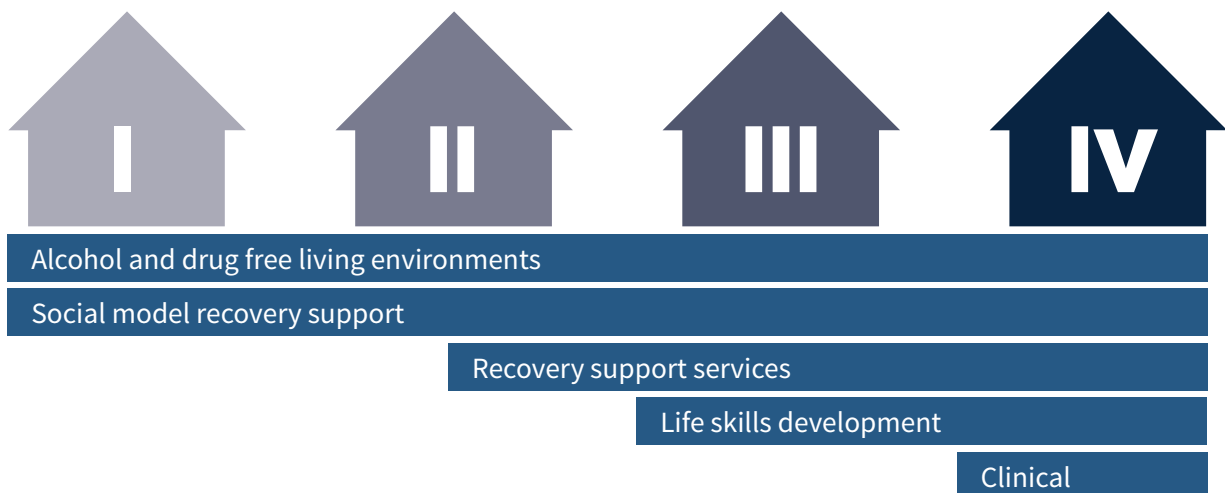 I II III IV
Alcohol and drug free living environments
Social model recovery support
Recovery support services
Life skills development
Clinical